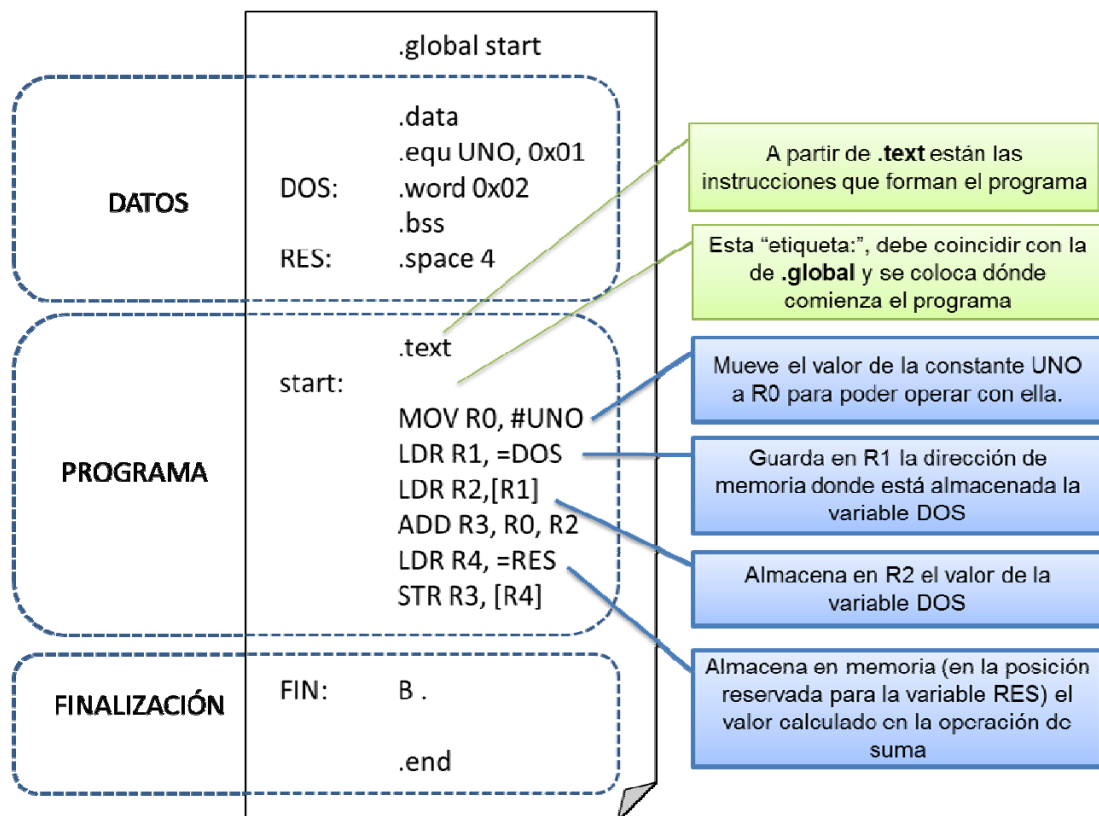 .global start
DATOS
.data
.equ UNO, 0x01
DOS: .word 0x02
.bss
RES: .space 4
PROGRAMA
.text
start:
MOV R0, #UNO
LDR R1, =DOS
LDR R2,[R1]
ADD R3, R0, R2
LDR R4, =RES
STR R3, [R4]
FINALIZACIÓN
FIN: B .
.end
A partir de .text están las
instrucciones que forman el programa
Esta “etiqueta:”, debe coincidir con la
de .global y se coloca dónde
comienza el programa
Mueve el valor de la constante UNO
a R0 para poder operar con ella.
Guarda en R1 la dirección de
memoria donde está almacenada la
variable DOS
Almacena en R2 el valor de la
variable DOS
Almacena en memoria (en la posición
reservada para la variable RES) el
valor calculado en la operación de
suma